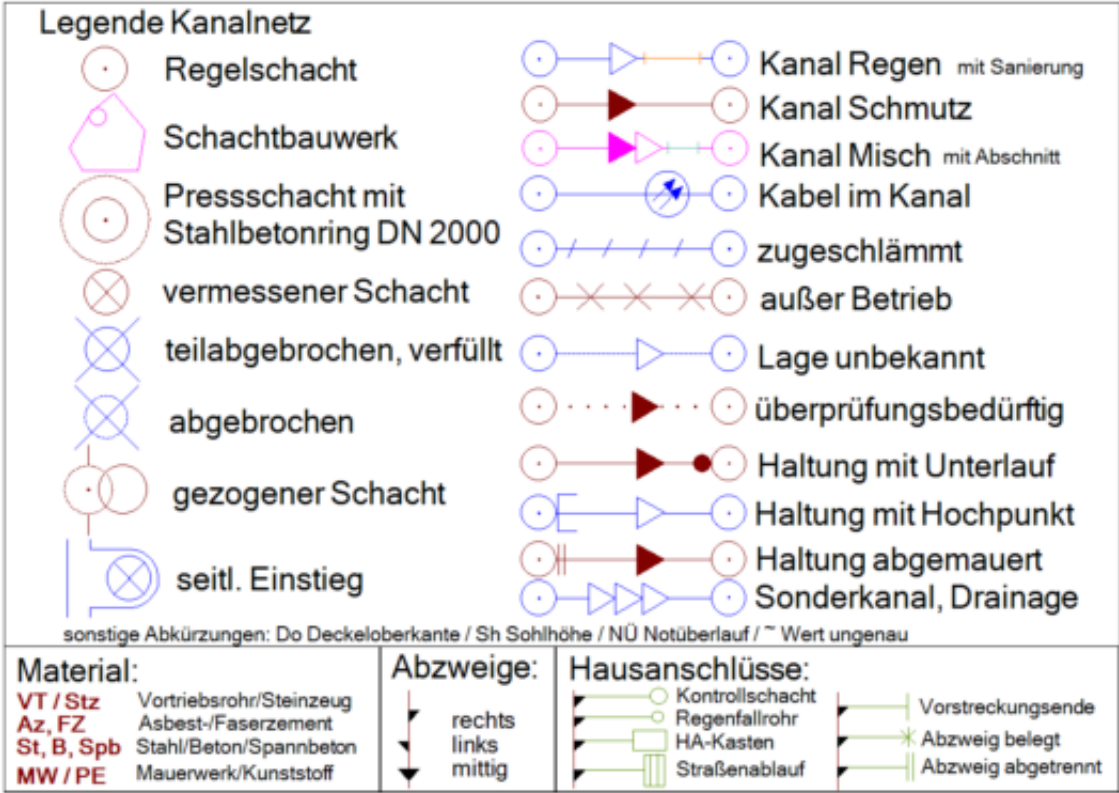 Legende Kanalnetz
Regelschacht
Schachtbauwerk
Pressschacht mit
Stahlbetonring DN 2000
vermessener Schacht
teilabgebrochen, verfüllt
abgebrochen
gezogener Schacht
seitl. Einstieg
Kanal Regen mit Sanierung
Kanal Schmutz
Kanal Misch mit Abschnitt
Kabel im Kanal
zugeschlämmt
außer Betrieb
Lage unbekannt
überprüfungsbedürftig
Haltung mit Unterlauf
Haltung mit Hochpunkt
Haltung abgemauert
Sonderkanal, Drainage
sonstige Abkürzungen: Do Deckeloberkante / Sh Sohlhöhe / NÜ Notüberlauf / ~ Wert ungenau
Material:
VT / Stz Vortriebsrohr/Steinzeug
Az, FZ Asbest-/Faserzement
St, B, Spb Stahl/Beton/Spannbeton
MW / PE Mauerwerk/Kunststoff
Abzweige:
rechts
links
mittig
Hausanschlüsse:
Kontrollschacht
Regenfallrohr
HA-Kasten
Straßenablauf
Vorstreckungsende
Abzweig belegt
Abzweig abgetrennt